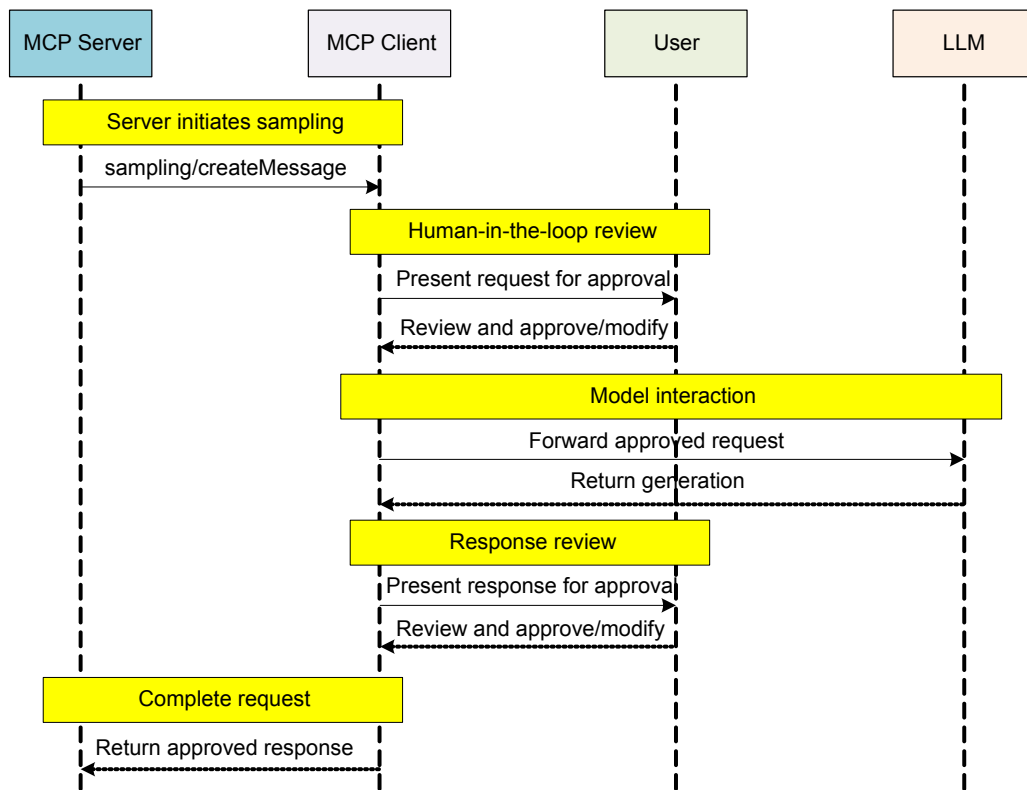 MCP Server
MCP Client
User
LLM
Server initiates sampling
sampling/createMessage
Human-in-the-loop review
Present request for approval
Review and approve/modify
Model interaction
Forward approved request
Return generation
Response review
Present response for approval
Review and approve/modify
Complete request
Return approved response